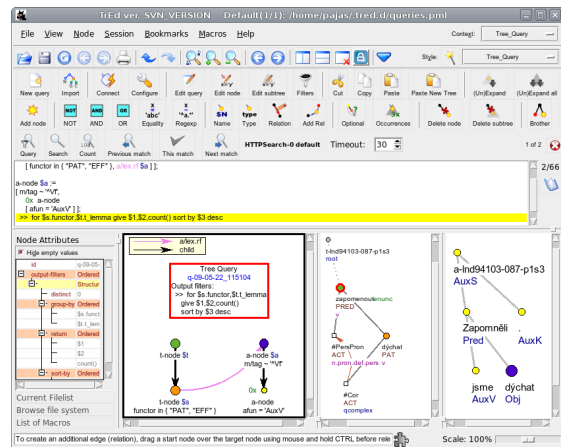 TrEd ver. SVN_VERSION Default(1/1): /home/pajas/.tred.d/queries.pml
File View Node Session Bookmarks Macros Help Context: Tree_Query
Style: Tree_Query
New query Import Connect Configure Edit query Edit node Edit subtree Filters Cut Copy Paste Paste New Tree (Un)Expand (Un)Expand all
NOT AND OR 'abc' '^a.*' $N type
Add node NOT AND OR Equality Regexp Name Type Relation Add Rel Optional Occurrences Delete node Delete subtree Brother
Query Search Count Previous match This match Next match HTTPSearch-0 default Timeout: 30 1 of 2
[ functor in { "PAT", "EFF" }, a/lex.rf $a ] ];
2/66
a-node $a :=
[ m/tag ~ '^V',
0x a-node
[ afun = 'AuxV' ] ];
>> for $s.functor,$t.t_lemma give $1,$2,count() sort by $3 desc
Node Attributes
Hide empty values
id q-09-05-
output-filters Ordered
Structur
distinct 0
group-by Ordered
$s.funct
$t.t_lem
return Ordered
$1
$2
count()
sort-by Ordered
Current Filelist
Browse file system
List of Macros
a/lex.rf
child
Tree Query
q-09-05-22_115104
Output filters:
>> for $s.functor,$t.t_lemma
give $1,$2,count()
sort by $3 desc
t-node $t
a-node $a
m/tag ~ '^V'
t-node $s
functor in { "PAT", "EFF" }
0x
a-node
afun = 'AuxV'
t-lnd94103-087-p1s3
root
zapomenout enunc
PRED
v
#PersPron
ACT
n.pron.def.pers
dýchat
PAT
v
#Cor
ACT
qcomplex
a-lnd94103-087-p1s3
AuxS
Zapomněli
Pred
.
AuxK
jsme
AuxV
dýchat
Obj
To create an additional edge (relation), drag a start node over the target node using mouse and hold CTRL before rele
Scale: 100%